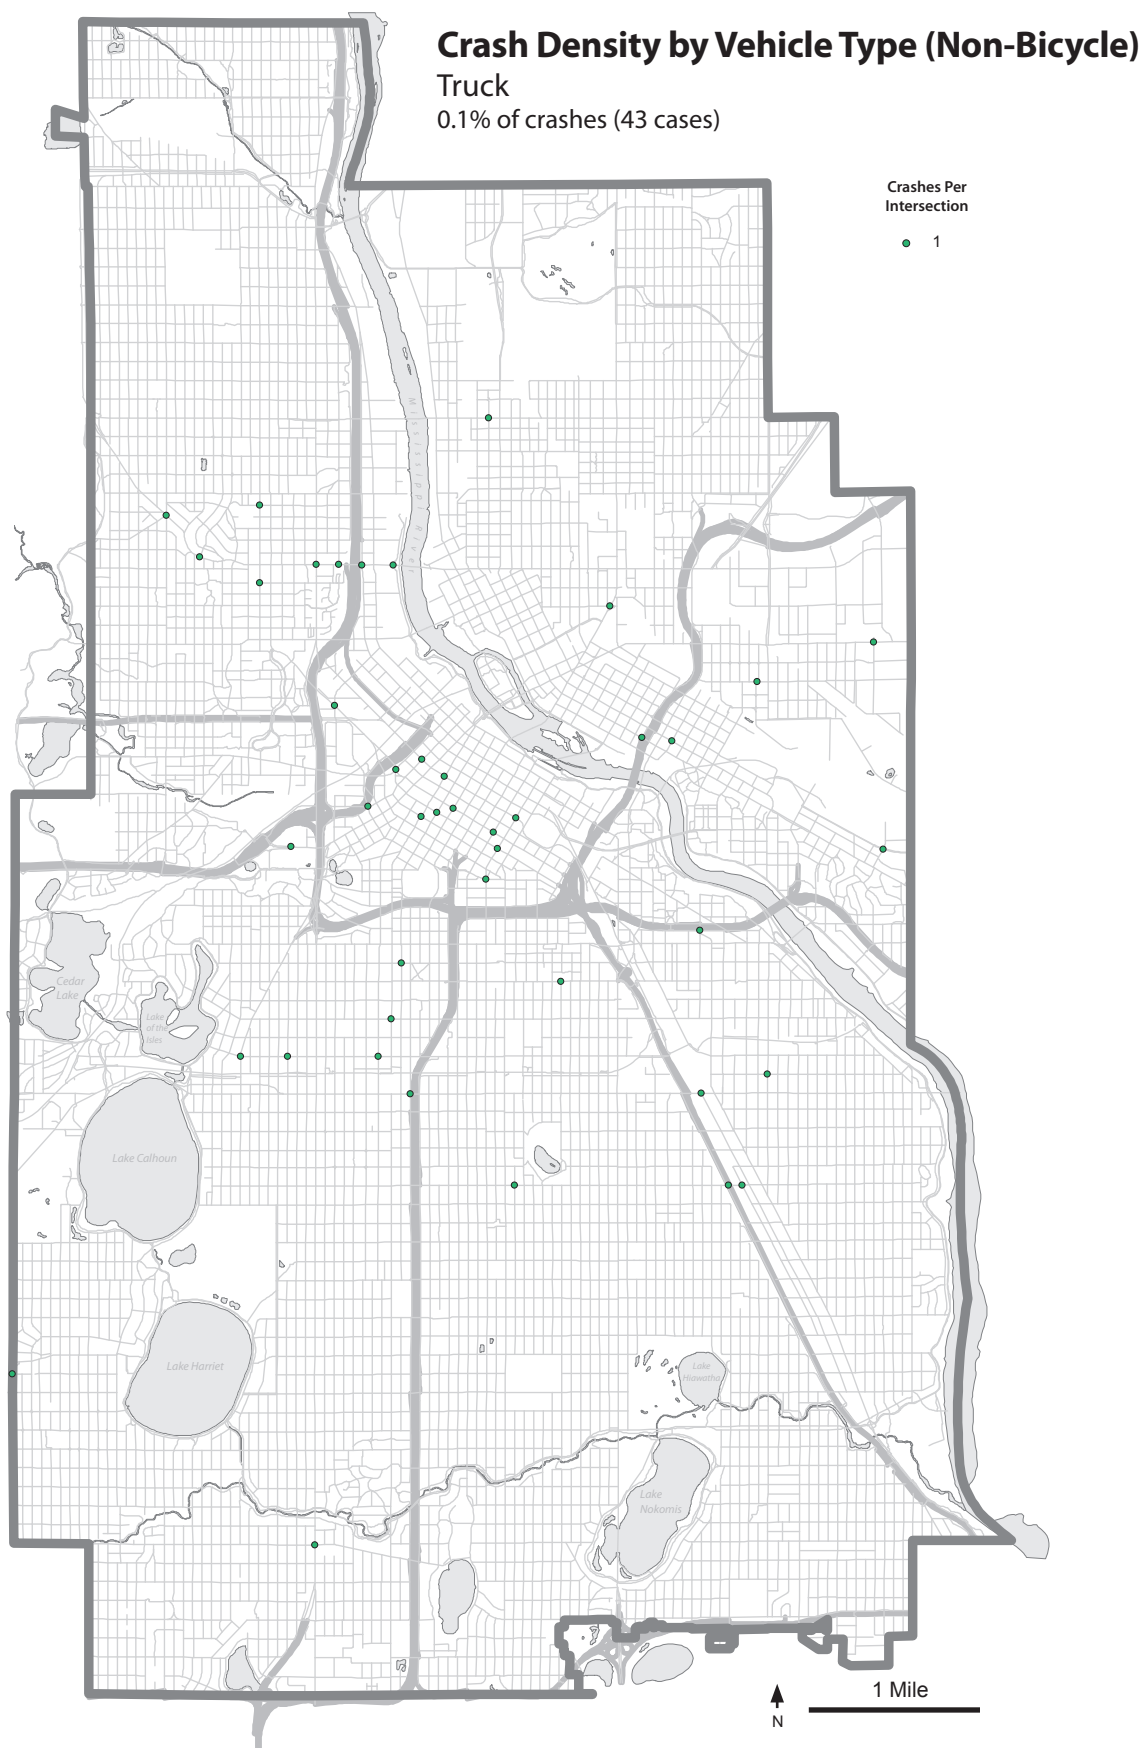 Crash Density by Vehicle Type (Non-Bicycle)
Truck
0.1% of crashes (43 cases)
Crashes Per
Intersection
1
Mississippi River
Cedar
Lake
Lake
of the
Isles
Lake Calhoun
Lake Harriet
Lake
Hiawatha
Lake
Nokomis
N
1 Mile